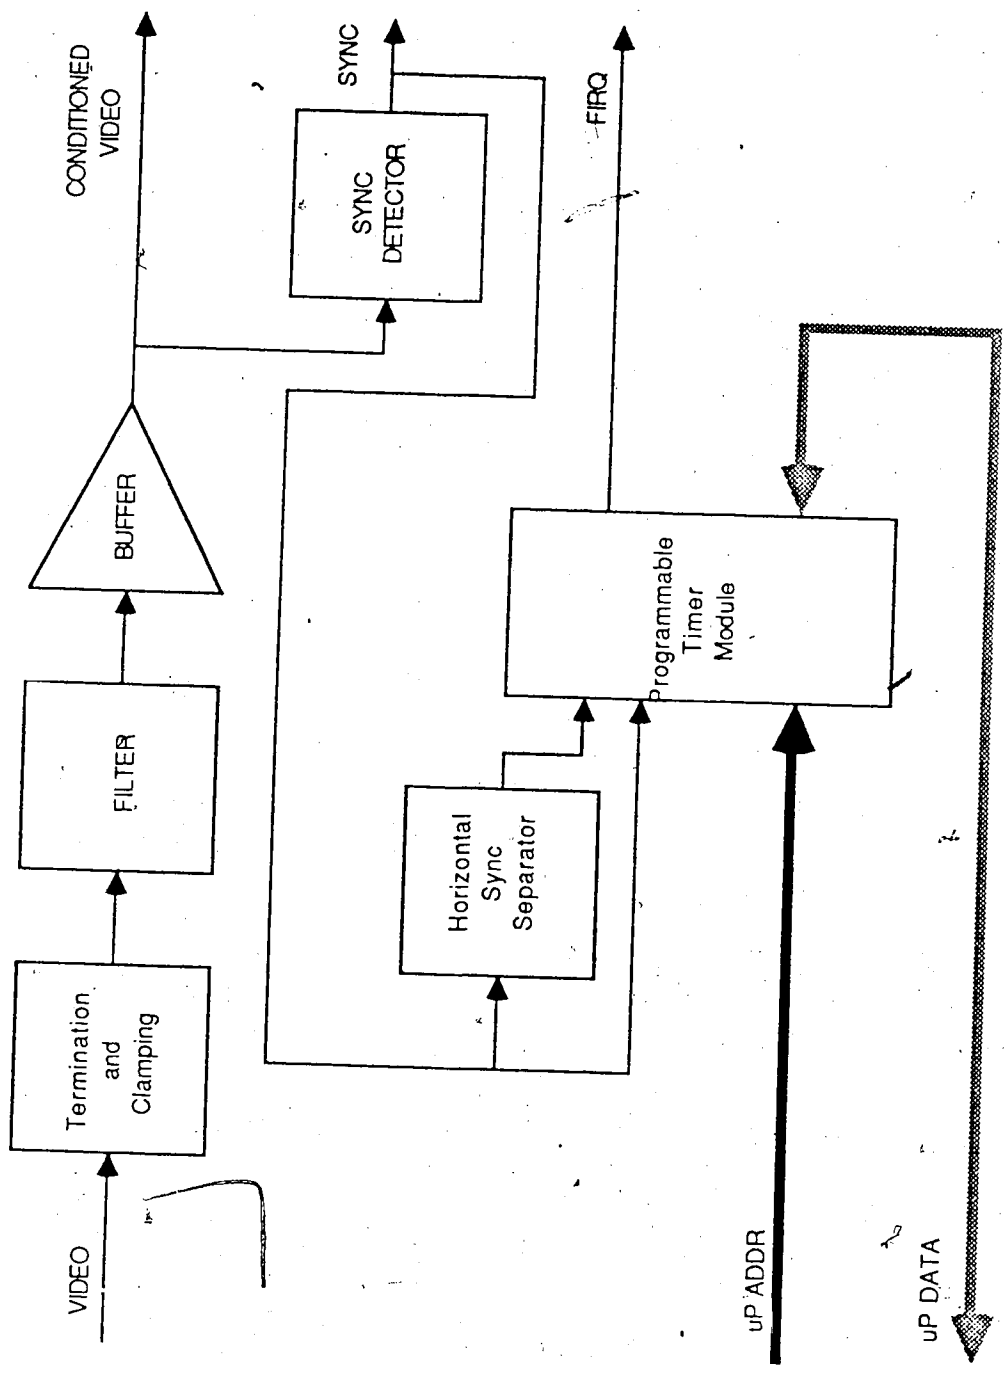 VIDEO
Termination
and
Clamping
FILTER
BUFFER
CONDITIONED
VIDEO
SYNC
DETECTOR
SYNC
Horizontal
Sync
Separator
Programmable
Timer
Module
FIRQ
uP ADDR
uP DATA